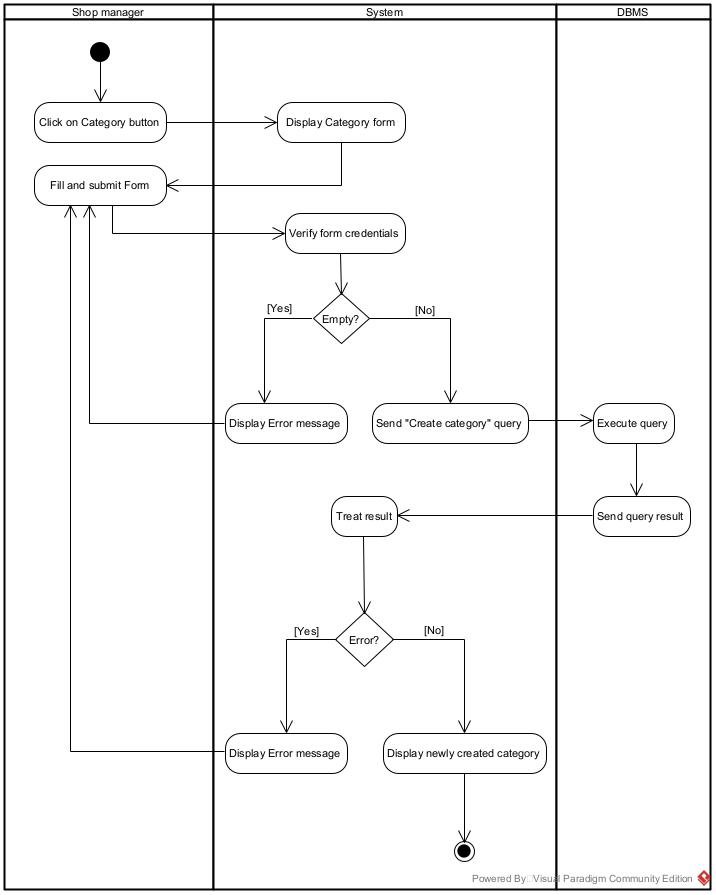 Shop manager
System
DBMS
Click on Category button
Display Category form
Fill and submit Form
Verify form credentials
Empty?
[Yes]
[No]
Display Error message
Send "Create category" query
Execute query
Treat result
Send query result
Error?
[Yes]
[No]
Display Error message
Display newly created category
Powered By Visual Paradigm Community Edition